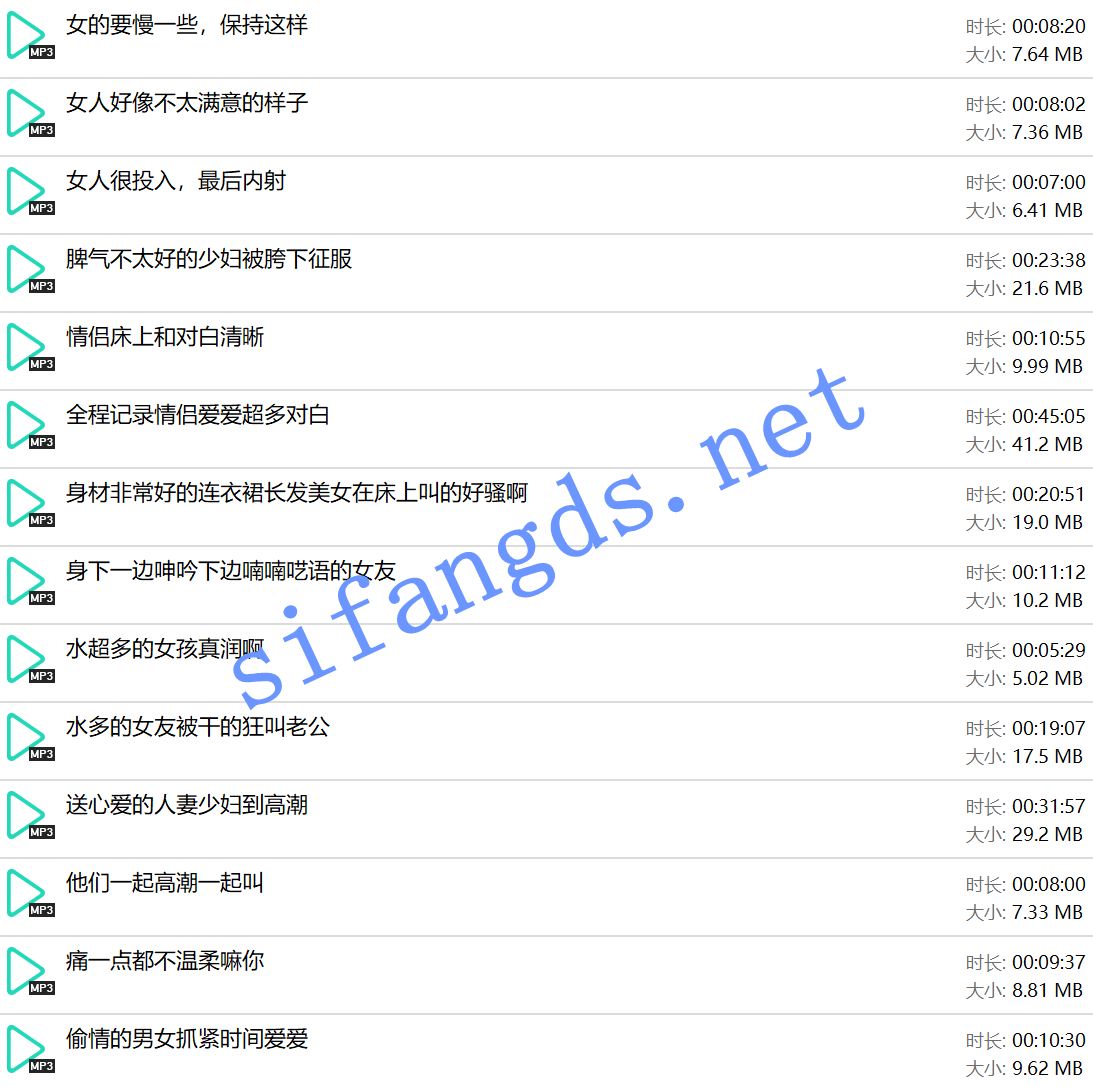 女的要慢一些，保持这样
时长: 00:08:20
MP3
大小: 7.64 MB
女人好像不太满意的样子
时长: 00:08:02
MP3
大小: 7.36 MB
女人很投入，最后内射
时长: 00:07:00
MP3
大小: 6.41 MB
脾气不太好的少妇被胯下征服
时长: 00:23:38
MP3
大小: 21.6 MB
情侣床上和对白清晰
时长: 00:10:55
MP3
大小: 9.99 MB
全程记录情侣爱爱超多对白
时长: 00:45:05
MP3
大小: 41.2 MB
身材非常好的连衣裙长发美女在床上叫的好骚啊
时长: 00:20:51
MP3
大小: 19.0 MB
身下一边呻吟下边喃喃呓语的女友
时长: 00:11:12
MP3
大小: 10.2 MB
水超多的女孩真润啊
时长: 00:05:29
MP3
大小: 5.02 MB
水多的女友被干的狂叫老公
时长: 00:19:07
MP3
大小: 17.5 MB
送心爱的人妻少妇到高潮
时长: 00:31:57
MP3
大小: 29.2 MB
他们一起高潮一起叫
时长: 00:08:00
MP3
大小: 7.33 MB
痛一点都不温柔嘛你
时长: 00:09:37
MP3
大小: 8.81 MB
偷情的男女抓紧时间爱爱
时长: 00:10:30
MP3
大小: 9.62 MB
sifangds.net